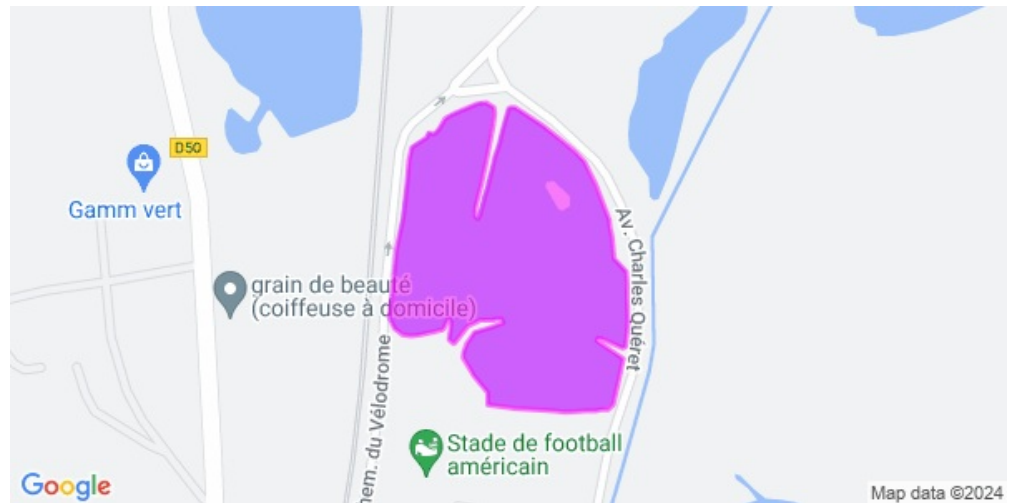 D50
Gamm vert
Av. Charles Quéret
grain de beauté
(coiffeuse à domicile)
hem. du Vélodrome
Stade de football
américain
Google
Map data ©2024